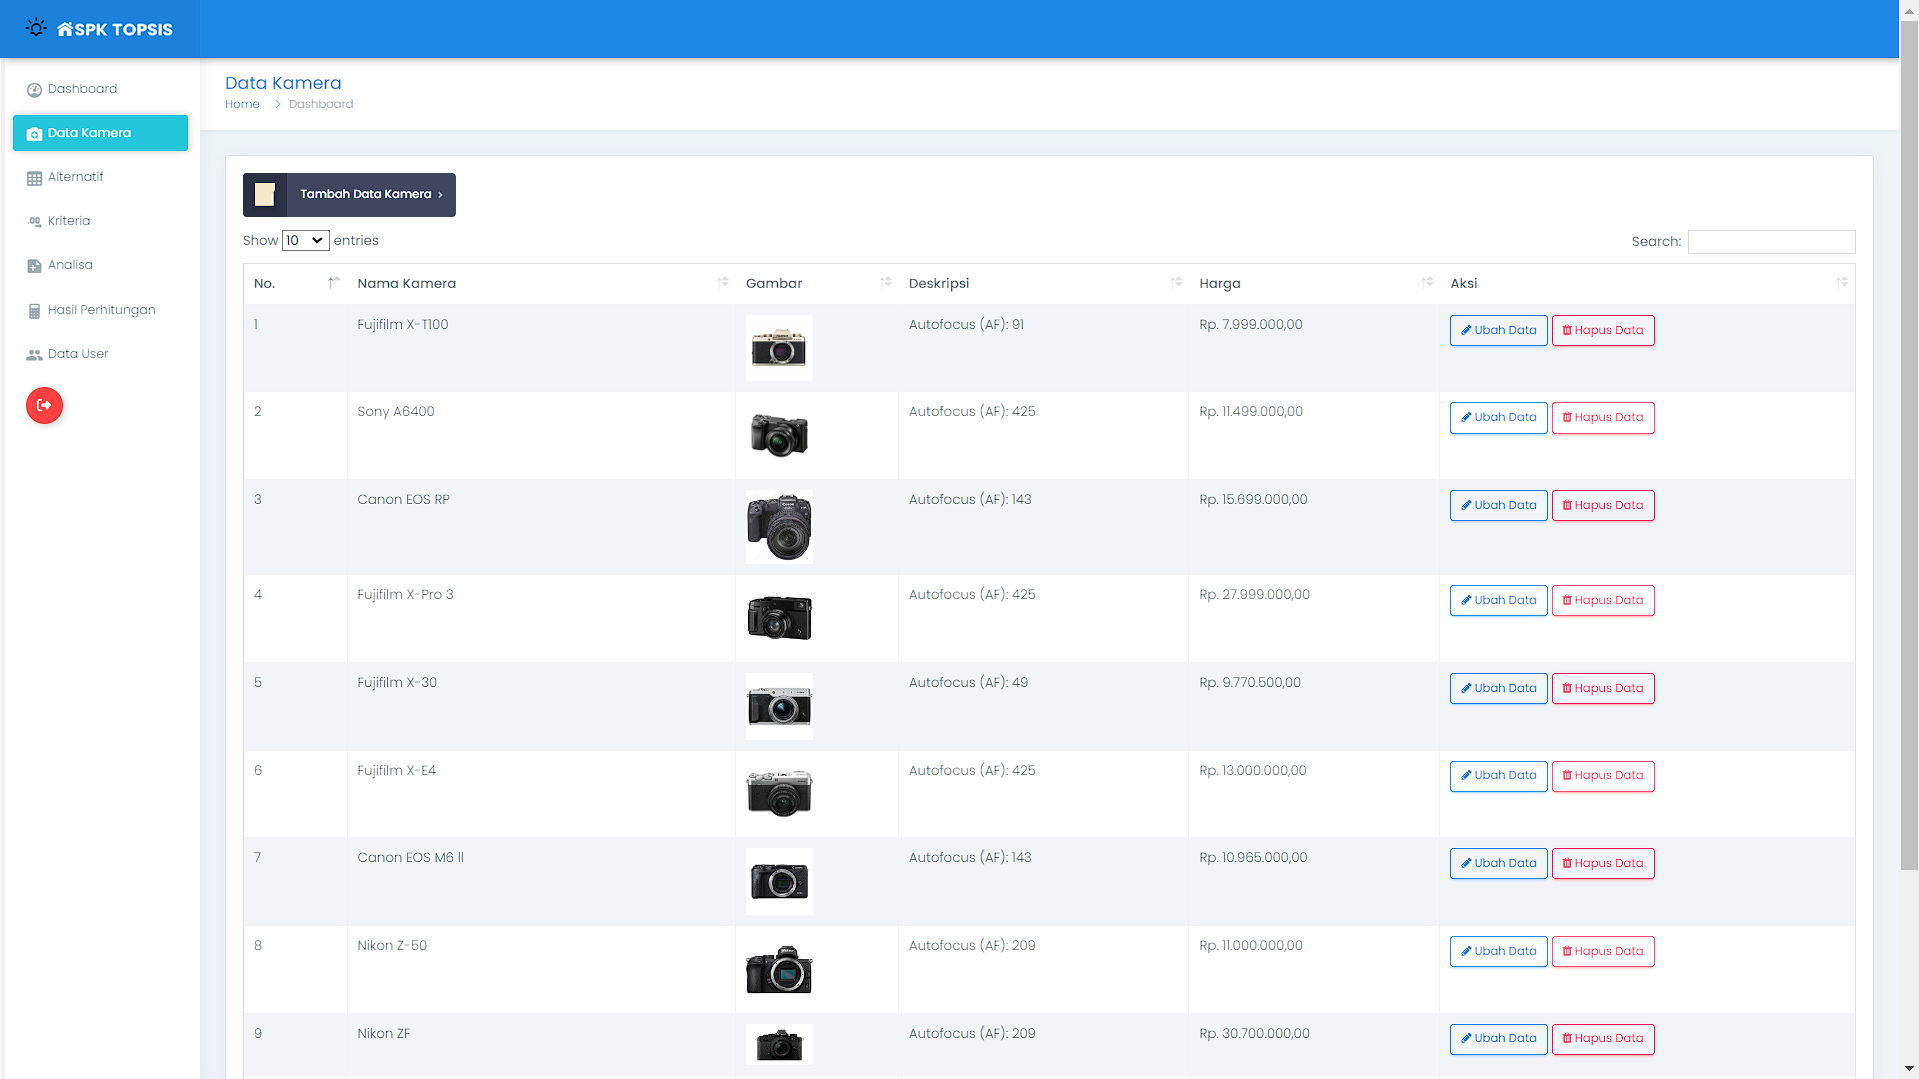 SPK TOPSIS
Dashboard
Data Kamera
Alternatif
Kriteria
Analisa
Hasil Perhitungan
Data User
Data Kamera
Home > Dashboard
Tambah Data Kamera ›
Show 10 entries
Search:
No. Nama Kamera Gambar Deskripsi Harga Aksi
1 Fujifilm X-T100 Autofocus (AF): 91 Rp. 7.999.000,00 Ubah Data Hapus Data
2 Sony A6400 Autofocus (AF): 425 Rp. 11.499.000,00 Ubah Data Hapus Data
3 Canon EOS RP Autofocus (AF): 143 Rp. 15.699.000,00 Ubah Data Hapus Data
4 Fujifilm X-Pro 3 Autofocus (AF): 425 Rp. 27.999.000,00 Ubah Data Hapus Data
5 Fujifilm X-30 Autofocus (AF): 49 Rp. 9.770.500,00 Ubah Data Hapus Data
6 Fujifilm X-E4 Autofocus (AF): 425 Rp. 13.000.000,00 Ubah Data Hapus Data
7 Canon EOS M6 II Autofocus (AF): 143 Rp. 10.965.000,00 Ubah Data Hapus Data
8 Nikon Z-50 Autofocus (AF): 209 Rp. 11.000.000,00 Ubah Data Hapus Data
9 Nikon ZF Autofocus (AF): 209 Rp. 30.700.000,00 Ubah Data Hapus Data